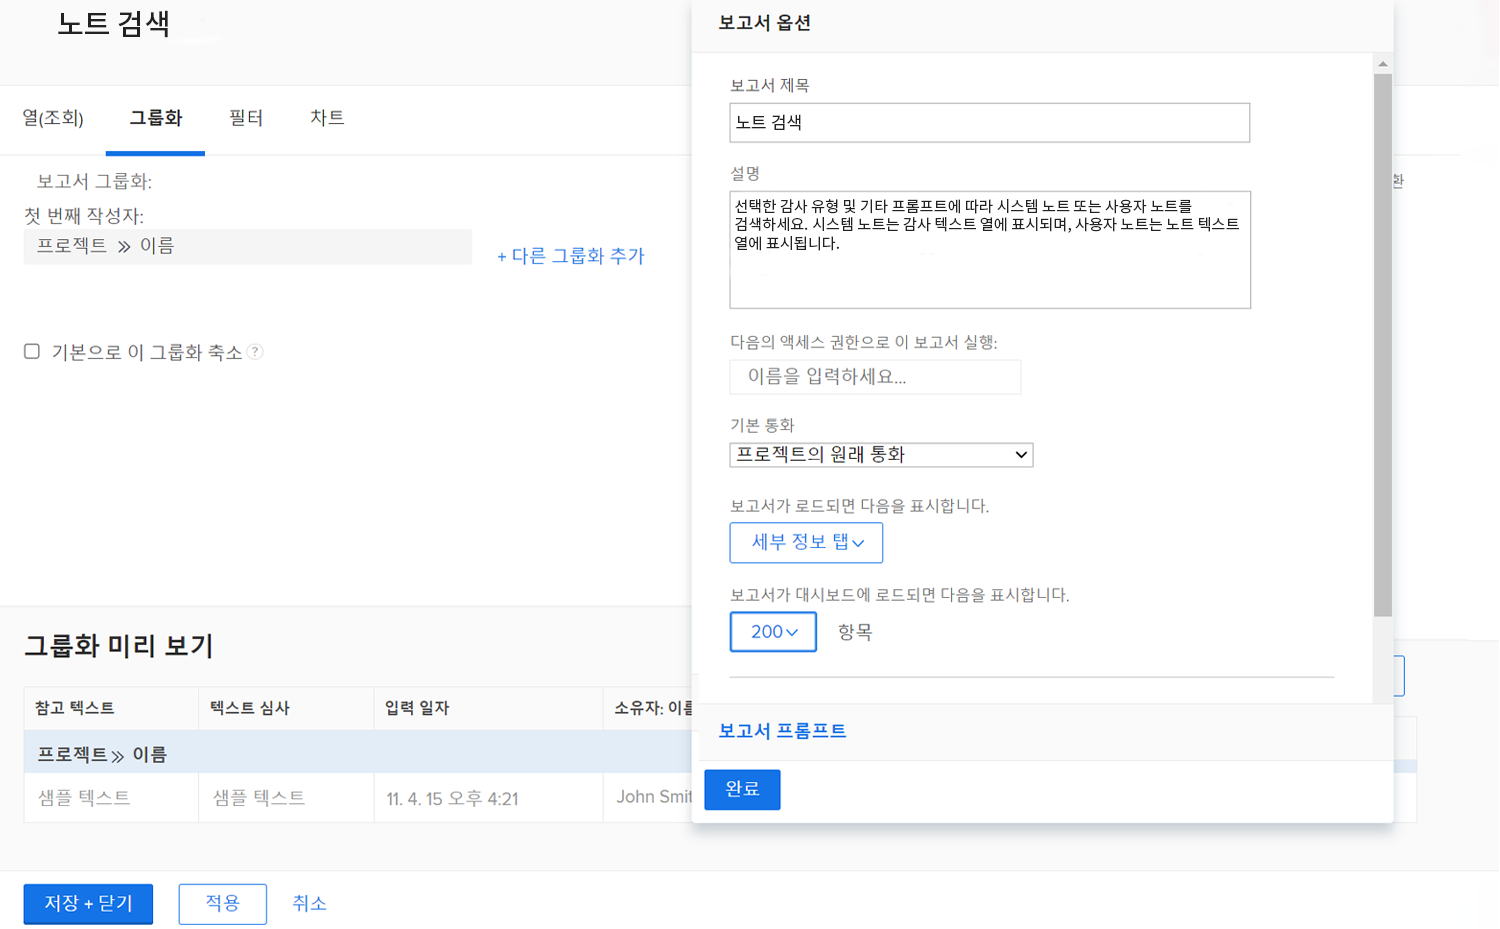 노트 검색
열(조회)
그룹화
필터
차트
보고서 그룹화:
첫 번째 작성자:
프로젝트 » 이름
+ 다른 그룹화 추가
기본으로 이 그룹화 축소 ?
보고서 옵션
보고서 제목
노트 검색
설명
선택한 감사 유형 및 기타 프롬프트에 따라 시스템 노트 또는 사용자 노트를
검색하세요. 시스템 노트는 감사 텍스트 열에 표시되며, 사용자 노트는 노트 텍스트
열에 표시됩니다.
다음의 액세스 권한으로 이 보고서 실행:
이름을 입력하세요...
기본 통화
프로젝트의 원래 통화
보고서가 로드되면 다음을 표시합니다.
세부 정보 탭
보고서가 대시보드에 로드되면 다음을 표시합니다.
200 항목
보고서 프롬프트
완료
환
그룹화 미리 보기
참고 텍스트 텍스트 심사 입력 일자 소유자: 이름
프로젝트 » 이름
샘플 텍스트 샘플 텍스트 11. 4. 15 오후 4:21 John Smit
저장 + 닫기
적용
취소